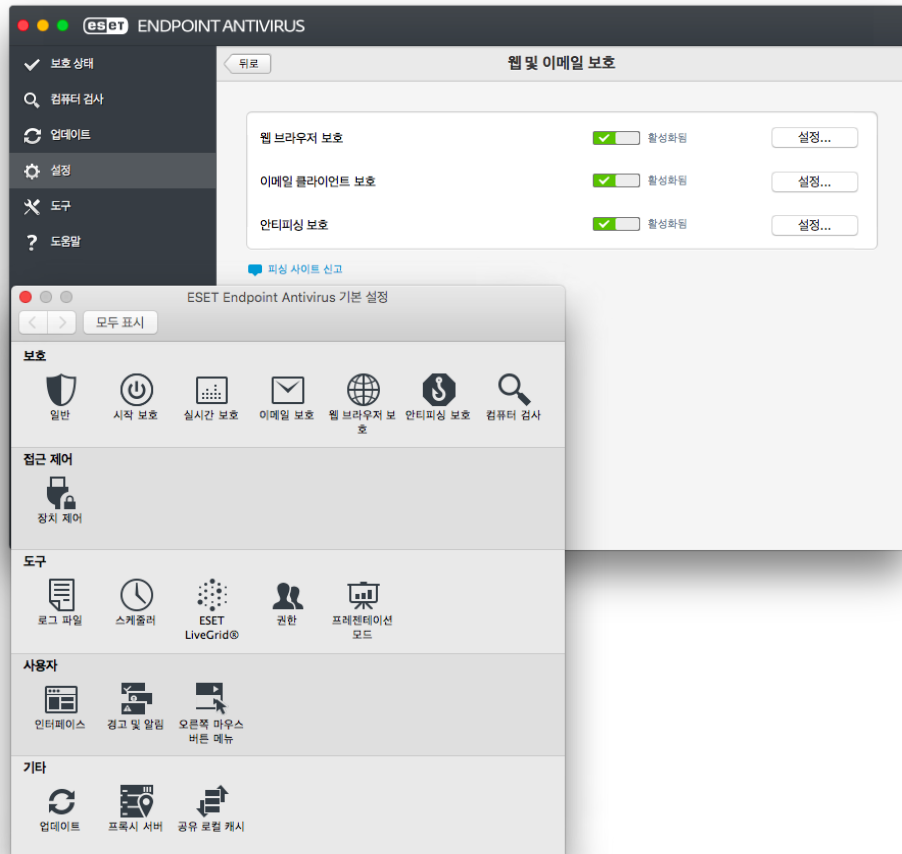 eset ENDPOINT ANTIVIRUS
보호 상태
컴퓨터 검사
업데이트
설정
도구
도움말
뒤로
웹 및 이메일 보호
웹 브라우저 보호
활성화됨
설정...
이메일 클라이언트 보호
활성화됨
설정...
안티피싱 보호
활성화됨
설정...
피싱 사이트 신고
ESET Endpoint Antivirus 기본 설정
모두 표시
보호
일반
시작 보호
실시간 보호
이메일 보호
웹 브라우저 보
호
안티피싱 보호
컴퓨터 검사
접근 제어
장치 제어
도구
로그 파일
스케줄러
ESET
LiveGrid®
권한
프레젠테이션
모드
사용자
인터페이스
경고 및 알림
오른쪽 마우스
버튼 메뉴
기타
업데이트
프록시 서버
공유 로컬 캐시